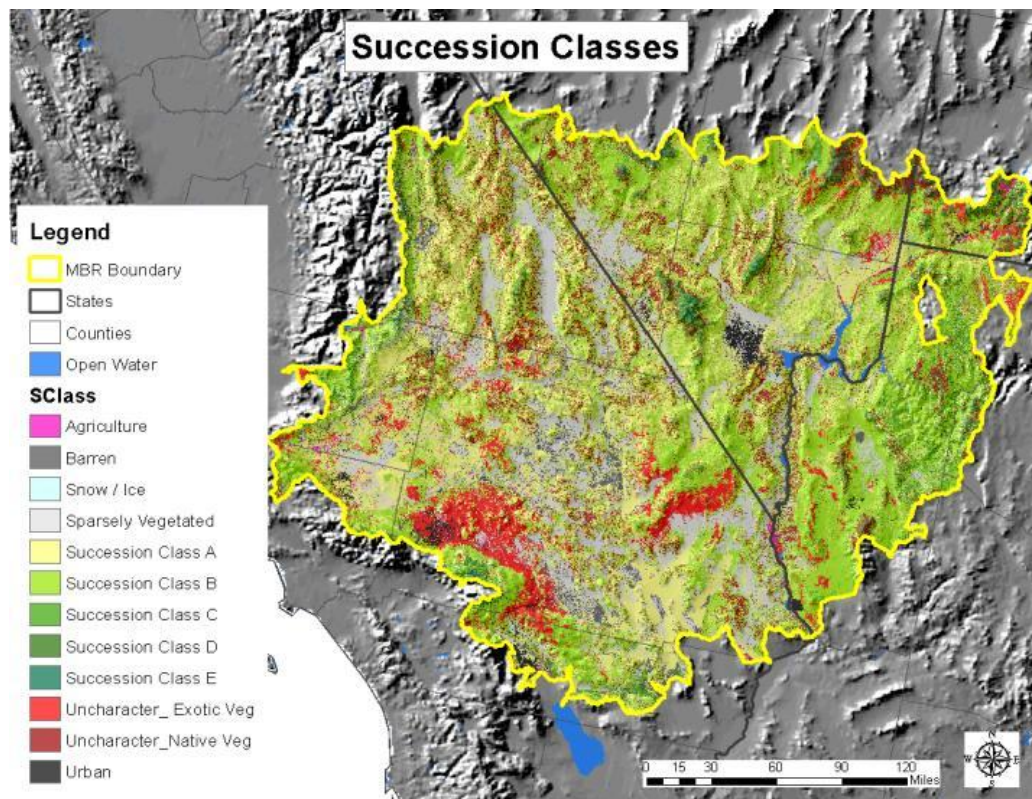 Succession Classes
Legend
MBR Boundary
States
Counties
Open Water
SClass
Agriculture
Barren
Snow / Ice
Sparsely Vegetated
Succession Class A
Succession Class B
Succession Class C
Succession Class D
Succession Class E
Uncharacter_ Exotic Veg
Uncharacter_Native Veg
Urban
0 15 30 60 90 120
Miles
N
W E
S